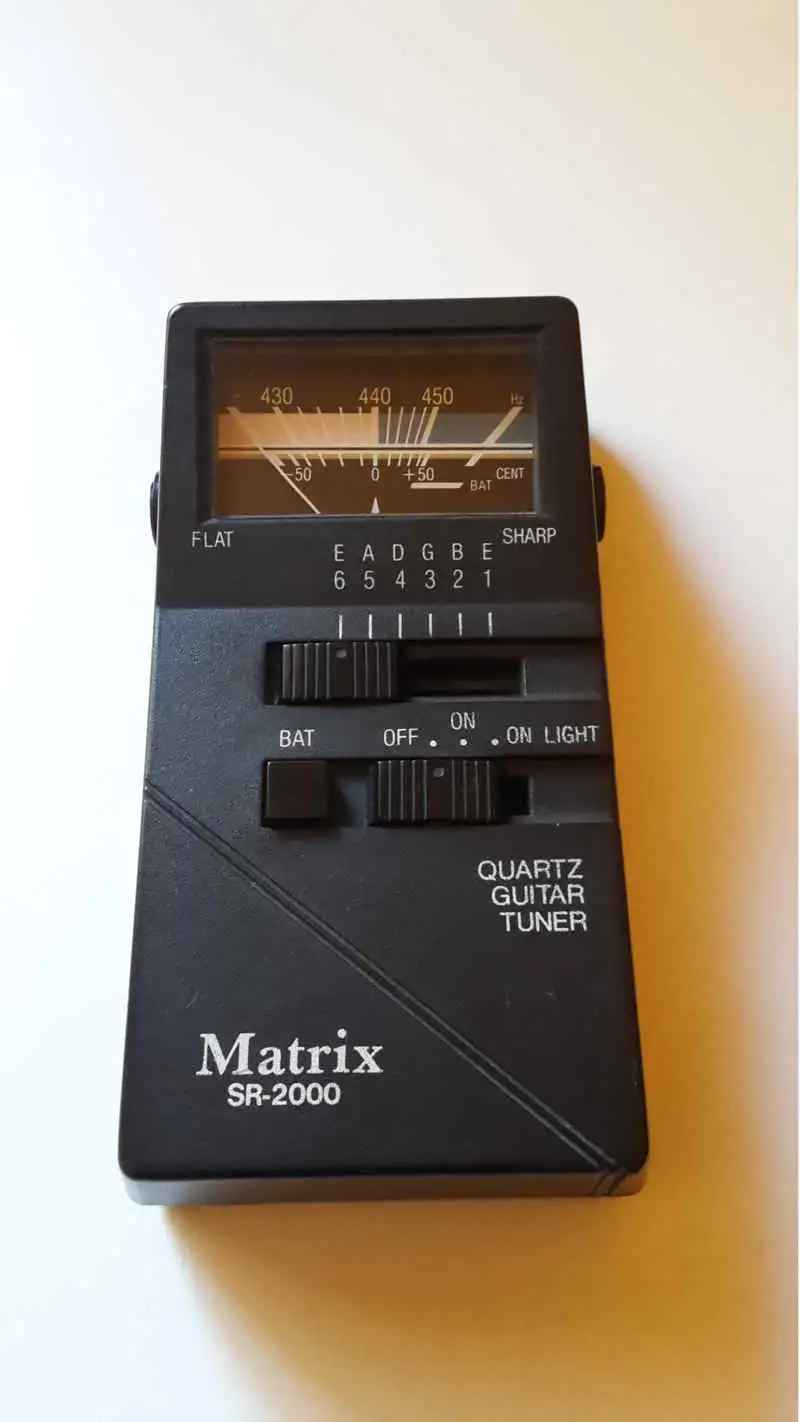 430 440 450 Hz
-50 0 +50 BAT CENT
FLAT SHARP
E A D G B E
6 5 4 3 2 1
BAT OFF ON ON LIGHT
QUARTZ
GUITAR
TUNER
Matrix
SR-2000